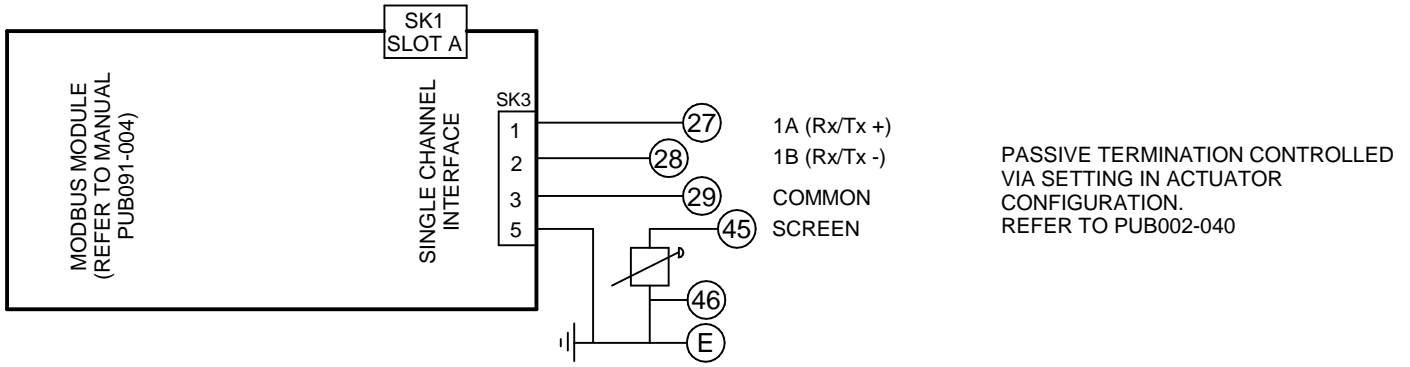 SK1
SLOT A
MODBUS MODULE
(REFER TO MANUAL
PUB091-004)
SINGLE CHANNEL
INTERFACE
SK3
1
27
1A (Rx/Tx +)
2
28
1B (Rx/Tx -)
3
29
COMMON
5
45
SCREEN
46
E
PASSIVE TERMINATION CONTROLLED
VIA SETTING IN ACTUATOR
CONFIGURATION.
REFER TO PUB002-040